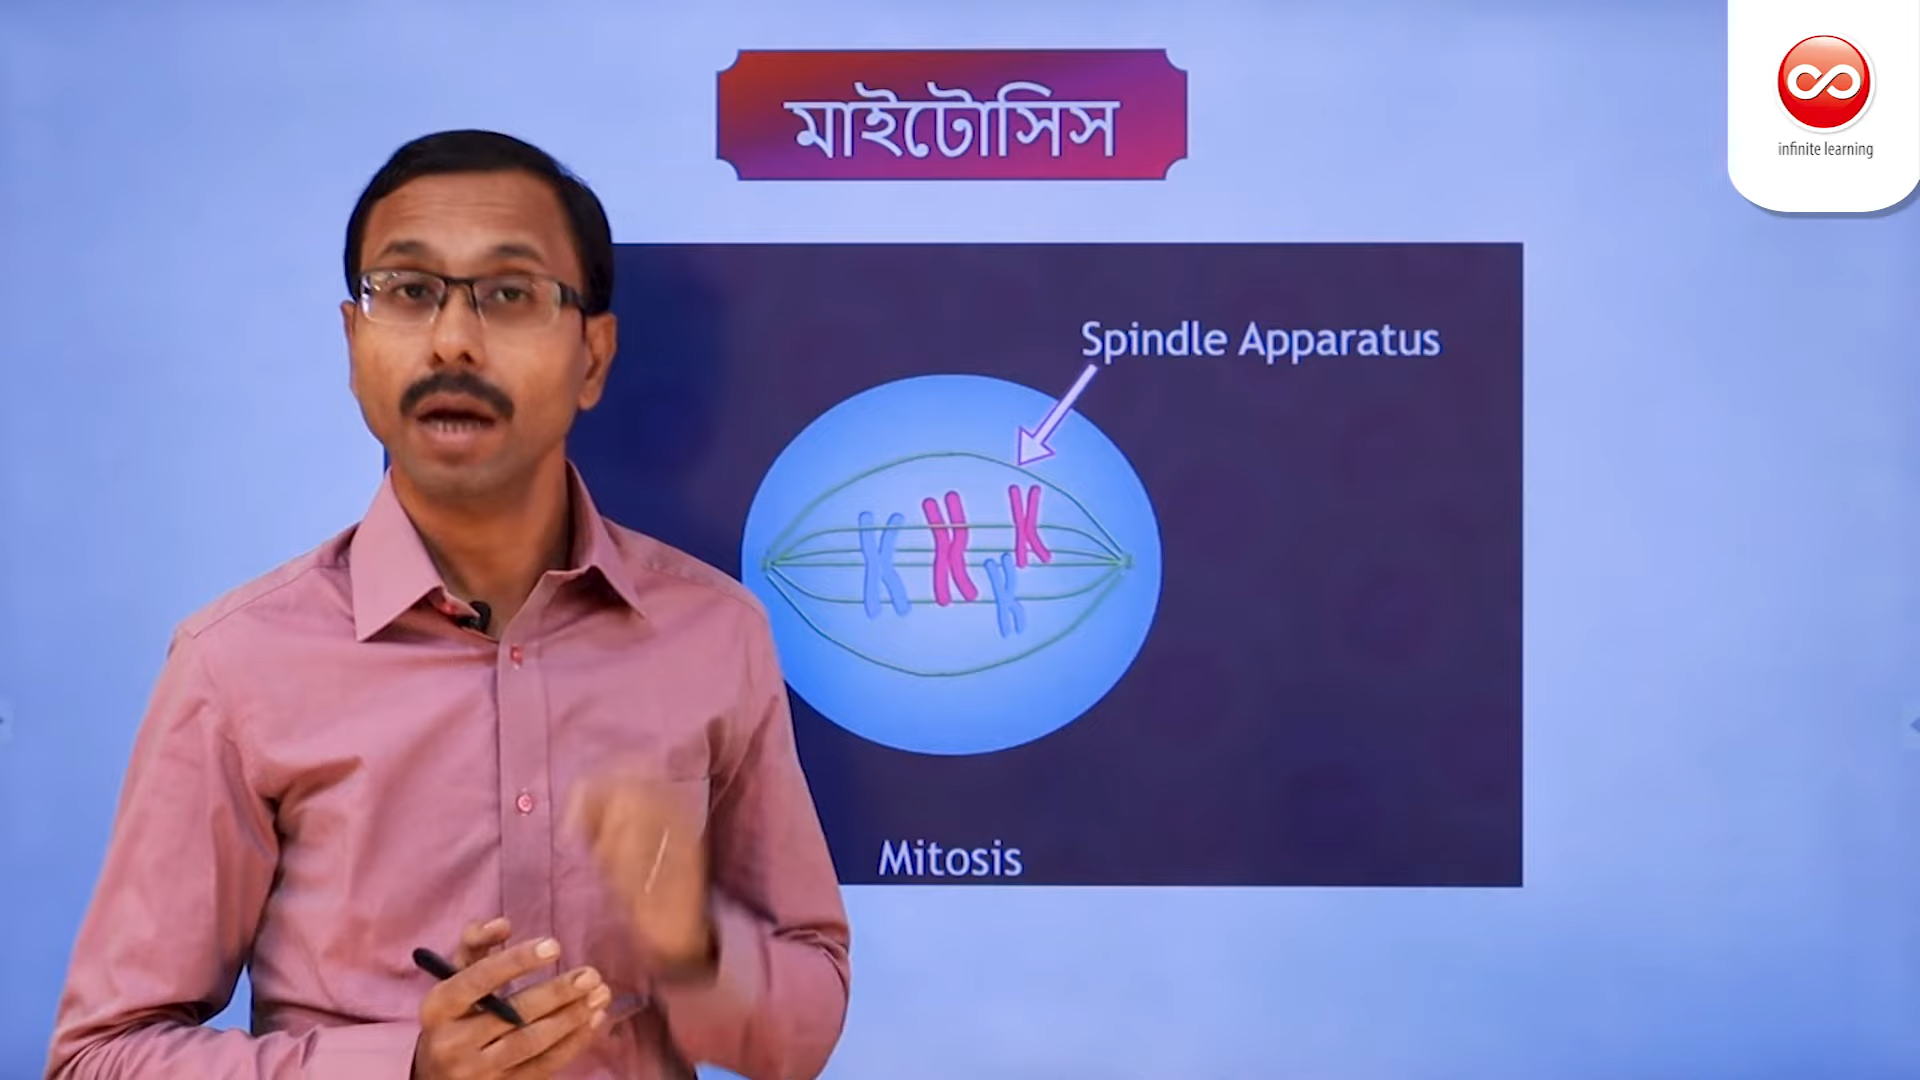 মাইটোসিস
infinite learning
Spindle Apparatus
Mitosis